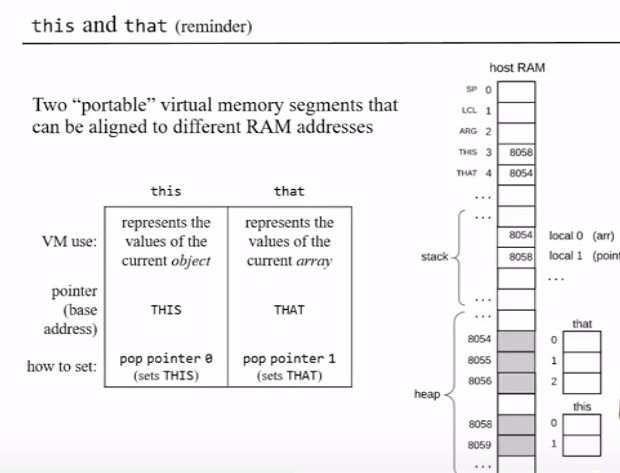 this and that (reminder)
Two “portable” virtual memory segments that
can be aligned to different RAM addresses
this that
VM use:
represents the
values of the
current object
represents the
values of the
current array
pointer
(base
address)
THIS THAT
how to set:
pop pointer 0
(sets THIS)
pop pointer 1
(sets THAT)
host RAM
SP 0
LCL 1
ARG 2
THIS 3 8058
THAT 4 8054
...
...
stack
8054 local 0 (arr)
8058 local 1 (point
...
...
...
heap
that
8054 0
8055 1
8056 2
this
8058 0
8059 1
...